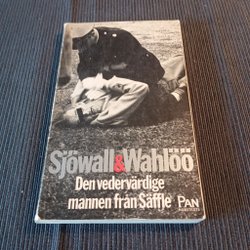 Sjöwall&Wahlöö
Den vedervärdige
mannen från Säffle
PAN